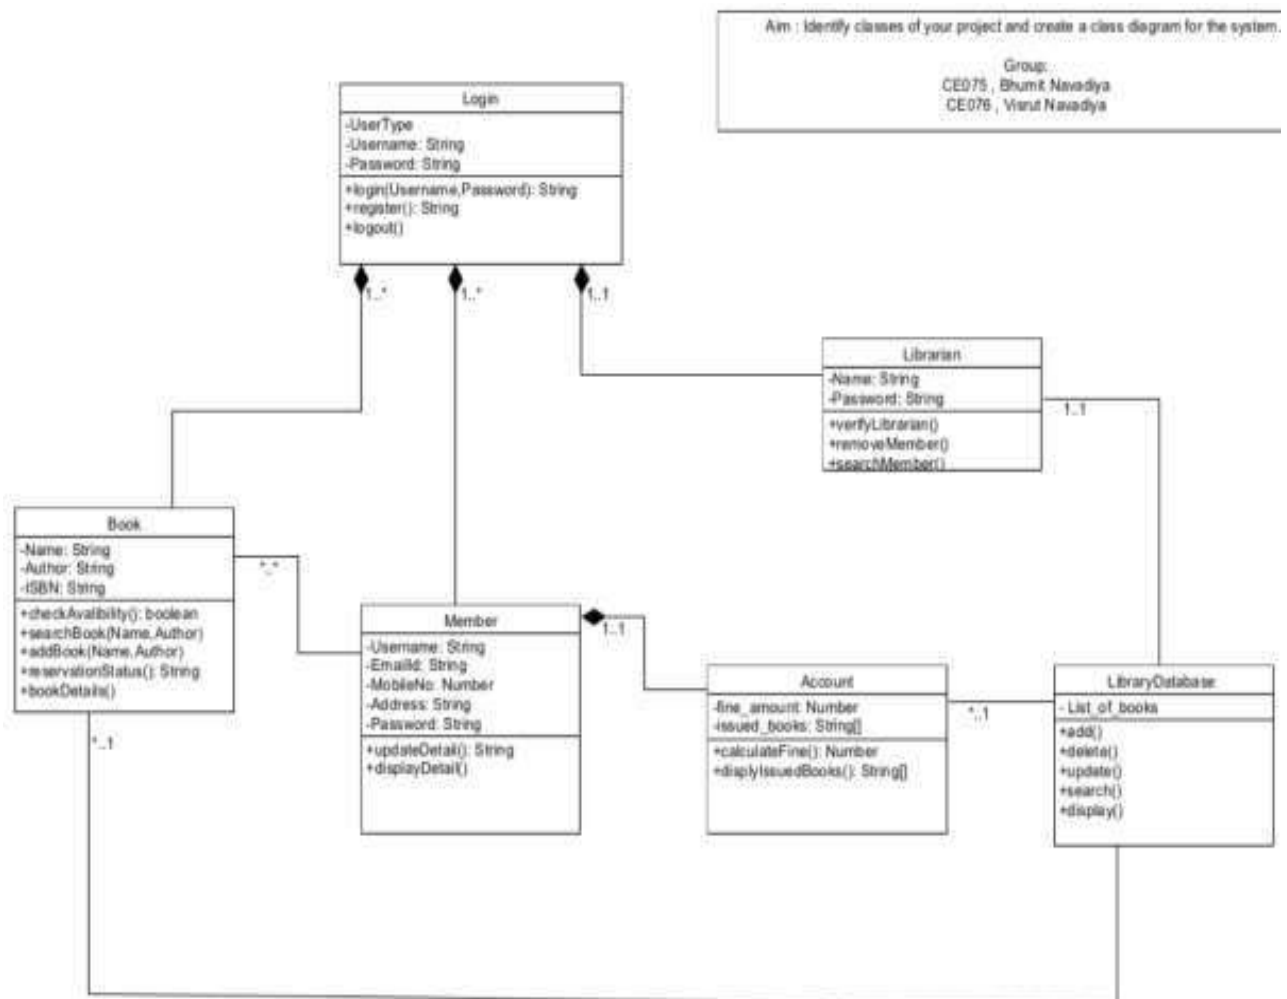 Aim : Identify classes of your project and create a class diagram for the system.
Group:
CE075 , Bhumit Navadiya
CE076 , Visrut Navadiya
Login
-UserType
-Username: String
-Password: String
+login(Username,Password): String
+register(): String
+logout()
1..*
1..*
1..1
Librarian
-Name: String
-Password: String
+verifyLibrarian()
+removeMember()
+searchMember()
1..1
Book
-Name: String
-Author: String
-ISBN: String
+checkAvalibility(): boolean
+searchBook(Name,Author)
+addBook(Name,Author)
+reservationStatus(): String
+bookDetails()
*..*
*..1
Member
-Username: String
-EmailId: String
-MobileNo: Number
-Address: String
-Password: String
+updateDetail(): String
+displayDetail()
1..1
Account
-fine_amount: Number
-issued_books: String[]
+calculateFine(): Number
+displyIssuedBooks(): String[]
*..1
LibraryDatabase
- List_of_books
+add()
+delete()
+update()
+search()
+display()